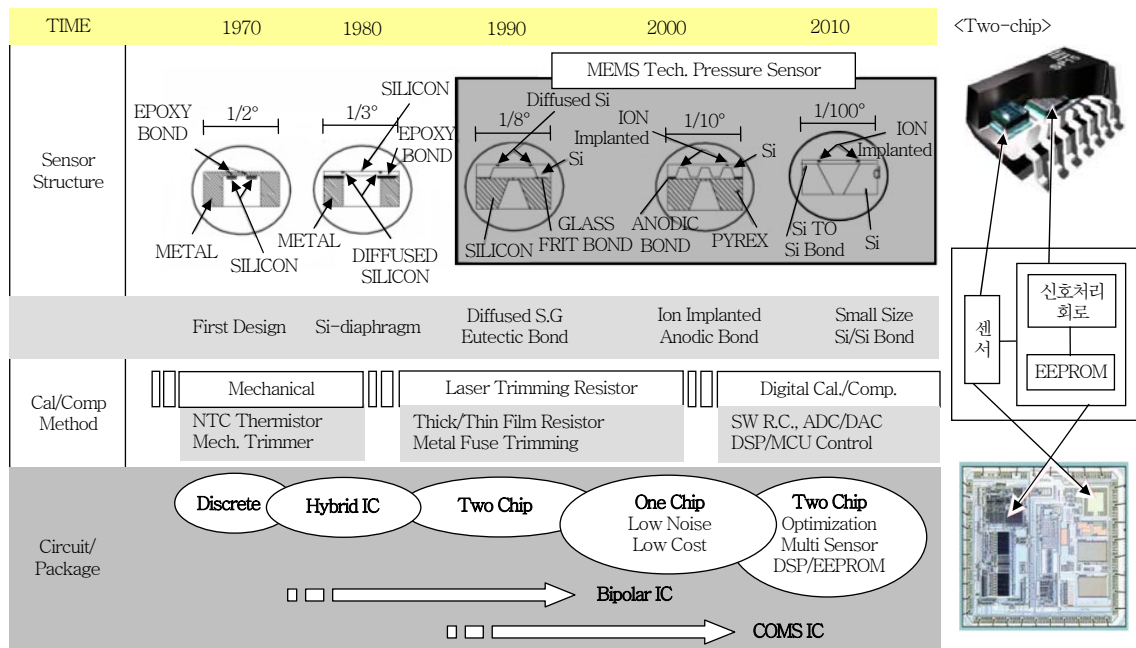 TIME
1970
1980
1990
2000
2010
<Two-chip>
Sensor
Structure
MEMS Tech. Pressure Sensor
EPOXY
BOND
1/2°
METAL
SILICON
SILICON
1/3°
EPOXY
BOND
METAL
DIFFUSED
SILICON
Diffused Si
1/8°
Si
SILICON
GLASS
FRIT BOND
ION
Implanted
1/10°
Si
ANODIC
BOND
PYREX
1/100°
ION
Implanted
Si TO
Si Bond
Si
First Design
Si-diaphragm
Diffused S.G
Eutectic Bond
Ion Implanted
Anodic Bond
Small Size
Si/Si Bond
Cal/Comp
Method
Mechanical
NTC Thermistor
Mech. Trimmer
Laser Trimming Resistor
Thick/Thin Film Resistor
Metal Fuse Trimming
Digital Cal./Comp.
SW R.C., ADC/DAC
DSP/MCU Control
Circuit/
Package
Discrete
Hybrid IC
Two Chip
One Chip
Low Noise
Low Cost
Two Chip
Optimization
Multi Sensor
DSP/EEPROM
Bipolar IC
COMS IC
센
서
신호처리
회로
EEPROM